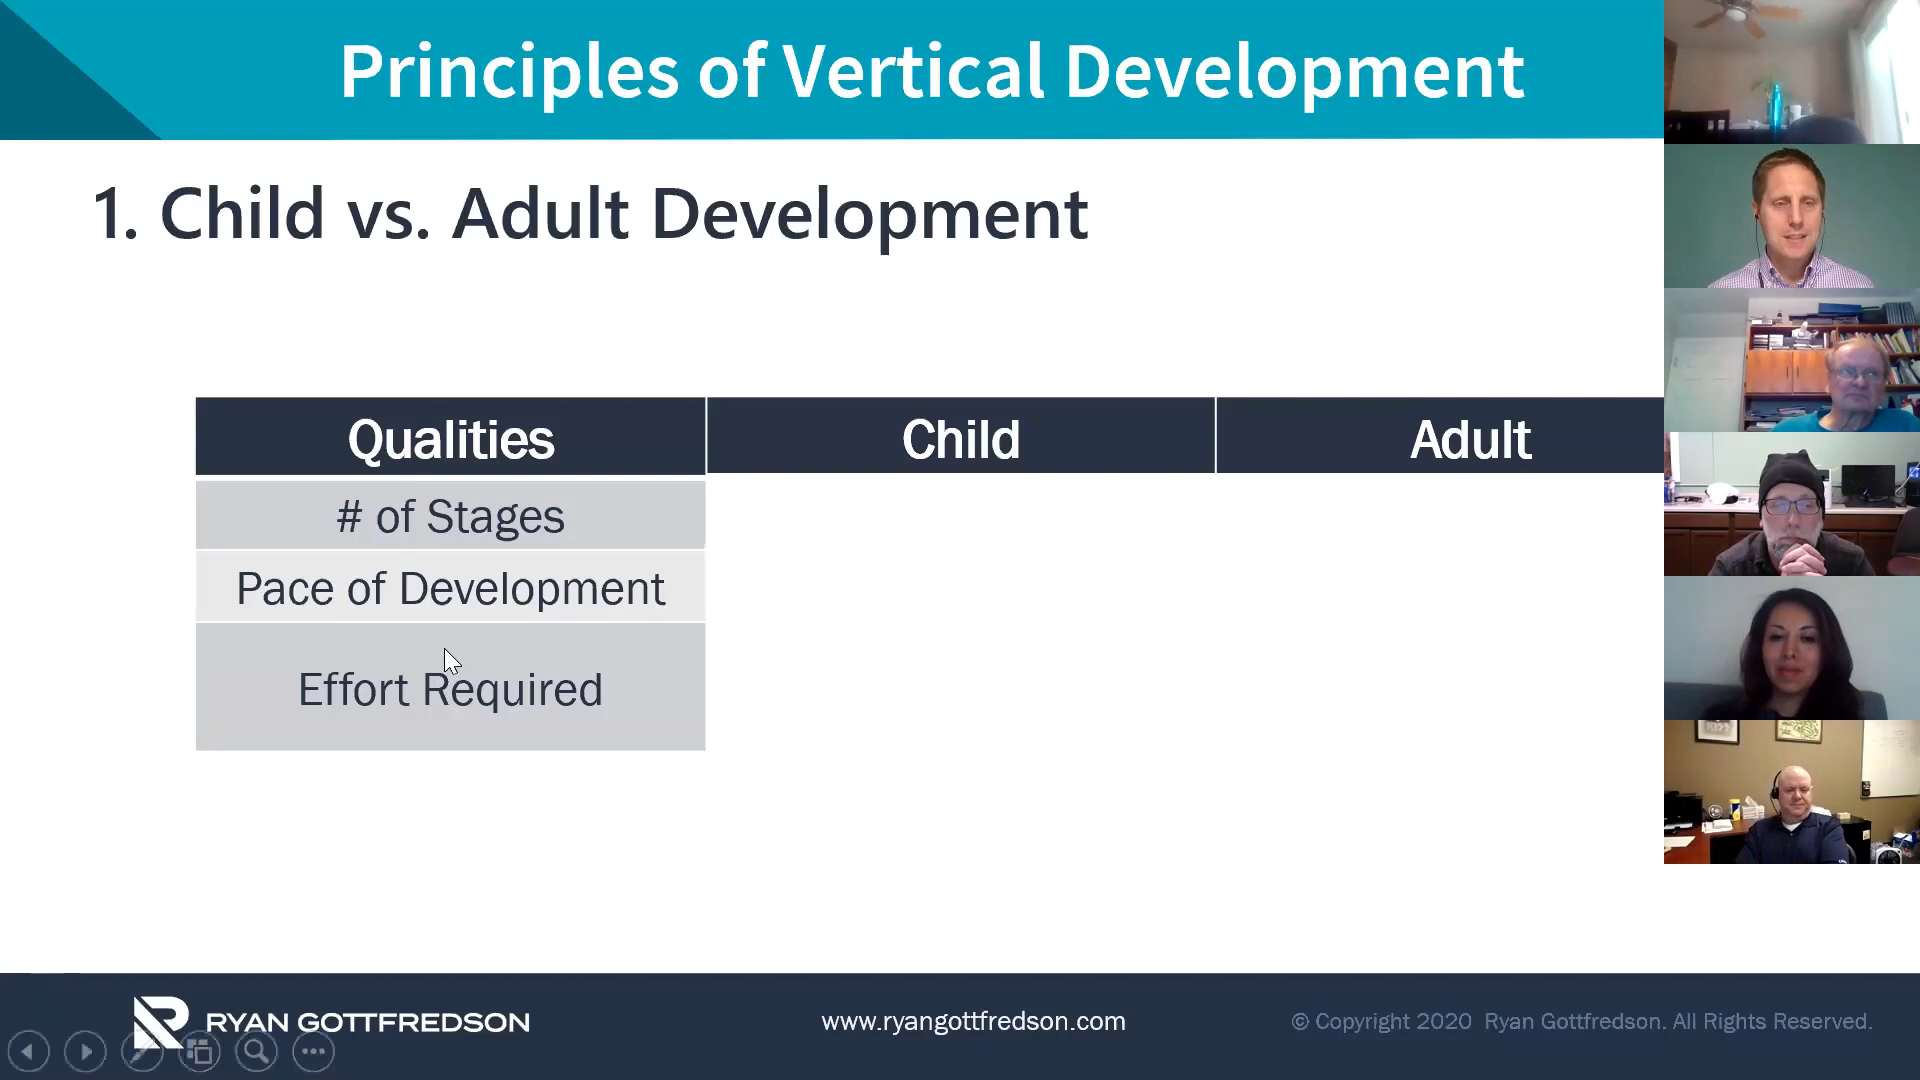 Principles of Vertical Development
1. Child vs. Adult Development
Qualities
Child
Adult
# of Stages
Pace of Development
Effort Required
RYAN GOTTFREDSON
www.ryangottfredson.com
© Copyright 2020 Ryan Gottfredson. All Rights Reserved.